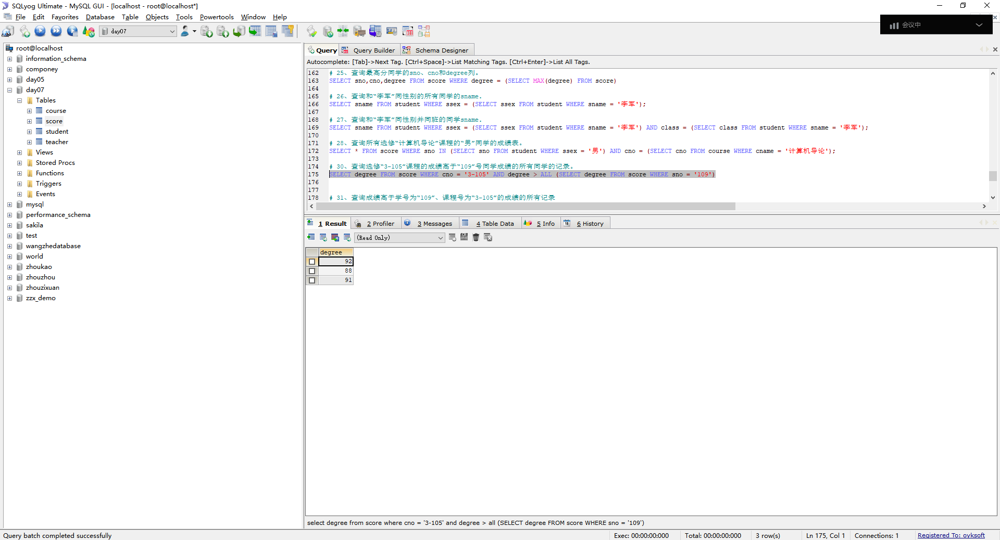 SQLyog Ultimate - MySQL GUI - [localhost - root@localhost*]
File Edit Favorites Database Table Objects Tools Powertools Window Help
会议中
day07
root@localhost
information_schema
componey
day05
day07
Tables
course
score
student
teacher
Views
Stored Procs
Functions
Triggers
Events
mysql
performance_schema
sakila
test
wangzhedatabase
world
zhoukao
zhouzhou
zhouzixuan
zzx_demo
Query Query Builder Schema Designer
Autocomplete: [Tab]->Next Tag. [Ctrl+Space]->List Matching Tags. [Ctrl+Enter]->List All Tags.
162 # 25、查询最高分同学的sno、cno和degree列。
163 SELECT sno,cno,degree FROM score WHERE degree = (SELECT MAX(degree) FROM score)
164
165 # 26、查询和“李军”同性别的所有同学的sname.
166 SELECT sname FROM student WHERE ssex = (SELECT ssex FROM student WHERE sname = '李军');
167
168 # 27、查询和“李军”同性别并同班的同学sname.
169 SELECT sname FROM student WHERE ssex = (SELECT ssex FROM student WHERE sname = '李军') AND class = (SELECT class FROM student WHERE sname = '李军');
170
171 # 28、查询所有选修“计算机导论”课程的“男”同学的成绩表。
172 SELECT * FROM score WHERE sno IN (SELECT sno FROM student WHERE ssex = '男') AND cno = (SELECT cno FROM course WHERE cname = '计算机导论');
173
174 # 30、查询选修“3-105”课程的成绩高于“109”号同学成绩的所有同学的记录。
175 SELECT degree FROM score WHERE cno = '3-105' AND degree > ALL (SELECT degree FROM score WHERE sno = '109')
176
177
178 # 31、查询成绩高于学号为“109”、课程号为“3-105”的成绩的所有记录
1 Result 2 Profiler 3 Messages 4 Table Data 5 Info 6 History
(Read Only)
degree
92
88
91
select degree from score where cno = '3-105' and degree > all (SELECT degree FROM score WHERE sno = '109')
Query batch completed successfully Exec: 00:00:00:000 Total: 00:00:00:000 3 row(s) Ln 175, Col 1 Connections: 1 Registered To: ovksoft